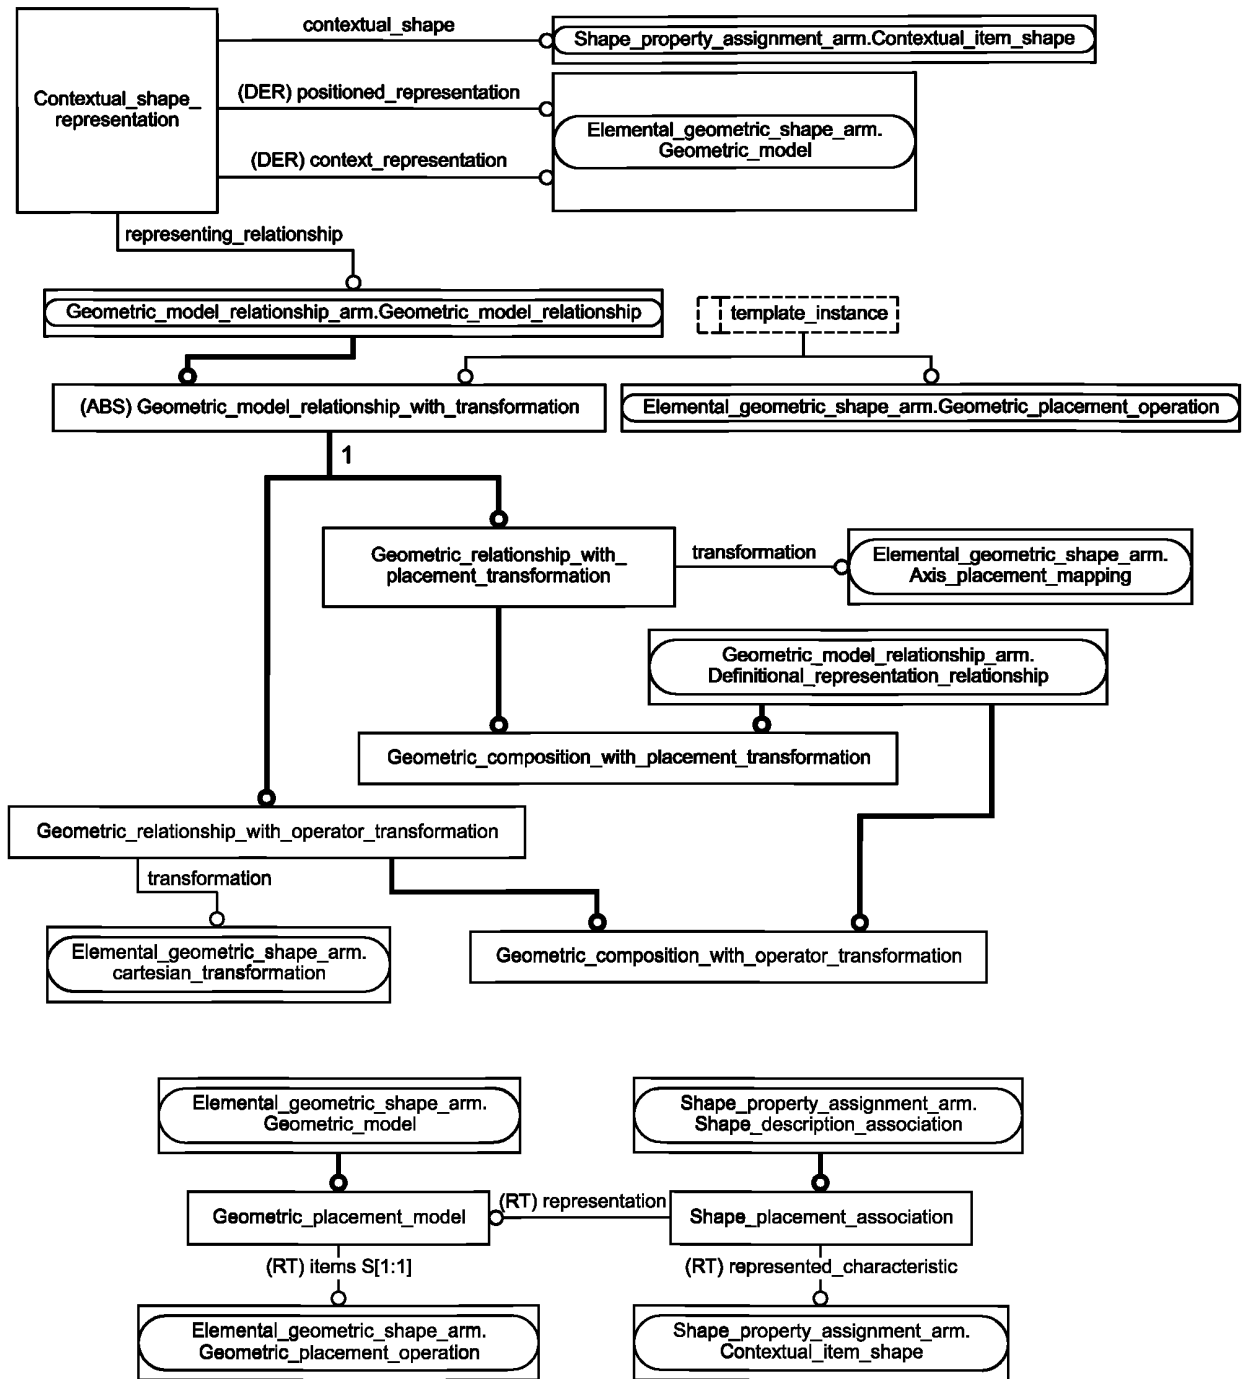 contextual_shape
Shape_property_assignment_arm.Contextual_item_shape
Contextual_shape_
representation
(DER) positioned_representation
Elemental_geometric_shape_arm.
Geometric_model
(DER) context_representation
representing_relationship
Geometric_model_relationship_arm.Geometric_model_relationship
template_instance
(ABS) Geometric_model_relationship_with_transformation
Elemental_geometric_shape_arm.Geometric_placement_operation
1
Geometric_relationship_with_
placement_transformation
transformation
Elemental_geometric_shape_arm.
Axis_placement_mapping
Geometric_model_relationship_arm.
Definitional_representation_relationship
Geometric_composition_with_placement_transformation
Geometric_relationship_with_operator_transformation
transformation
Elemental_geometric_shape_arm.
cartesian_transformation
Geometric_composition_with_operator_transformation
Elemental_geometric_shape_arm.
Geometric_model
Shape_property_assignment_arm.
Shape_description_association
Geometric_placement_model
(RT) representation
Shape_placement_association
(RT) items S[1:1]
(RT) represented_characteristic
Elemental_geometric_shape_arm.
Geometric_placement_operation
Shape_property_assignment_arm.
Contextual_item_shape